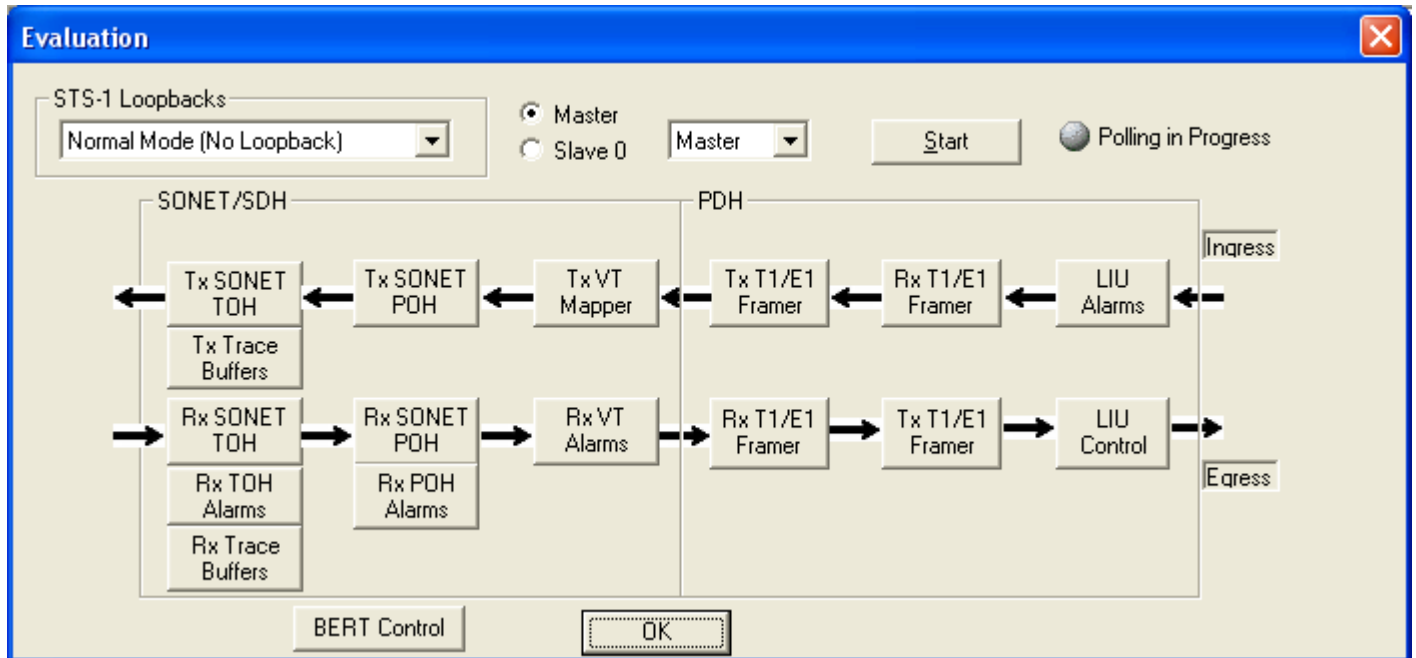 Evaluation
STS-1 Loopbacks
Normal Mode (No Loopback)
Master
Slave 0
Master
Start
Polling in Progress
SONET/SDH
PDH
Ingress
Tx SONET
TOH
Tx SONET
POH
Tx VT
Mapper
Tx T1/E1
Framer
Rx T1/E1
Framer
LIU
Alarms
Tx Trace
Buffers
Rx SONET
TOH
Rx SONET
POH
Rx VT
Alarms
Rx T1/E1
Framer
Tx T1/E1
Framer
LIU
Control
Egress
Rx TOH
Alarms
Rx POH
Alarms
Rx Trace
Buffers
BERT Control
OK